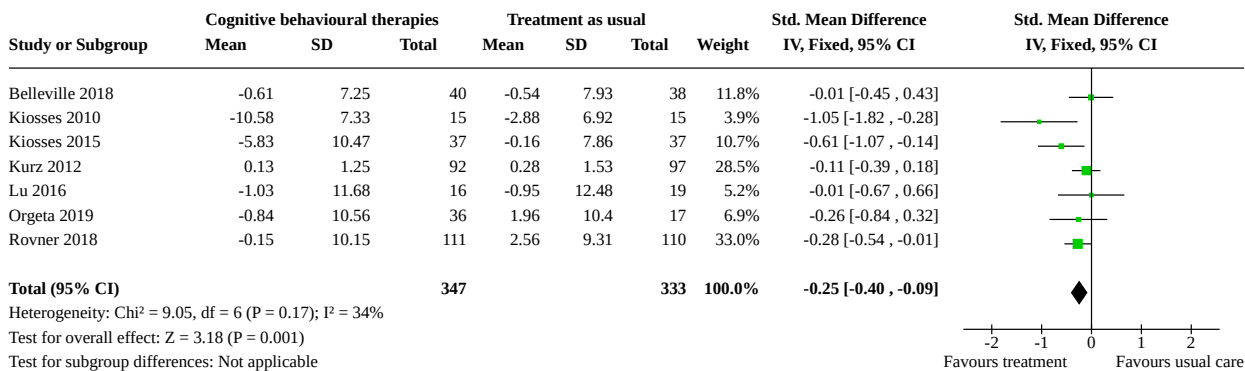 Cognitive behavioural therapies Treatment as usual Std. Mean Difference Std. Mean Difference
Study or Subgroup Mean SD Total Mean SD Total Weight IV, Fixed, 95% CI IV, Fixed, 95% CI
Belleville 2018 -0.61 7.25 40 -0.54 7.93 38 11.8% -0.01 [-0.45 , 0.43]
Kiosses 2010 -10.58 7.33 15 -2.88 6.92 15 3.9% -1.05 [-1.82 , -0.28]
Kiosses 2015 -5.83 10.47 37 -0.16 7.86 37 10.7% -0.61 [-1.07 , -0.14]
Kurz 2012 0.13 1.25 92 0.28 1.53 97 28.5% -0.11 [-0.39 , 0.18]
Lu 2016 -1.03 11.68 16 -0.95 12.48 19 5.2% -0.01 [-0.67 , 0.66]
Orgeta 2019 -0.84 10.56 36 1.96 10.4 17 6.9% -0.26 [-0.84 , 0.32]
Rovner 2018 -0.15 10.15 111 2.56 9.31 110 33.0% -0.28 [-0.54 , -0.01]
Total (95% CI) 347 333 100.0% -0.25 [-0.40 , -0.09]
Heterogeneity: Chi² = 9.05, df = 6 (P = 0.17); I² = 34%
Test for overall effect: Z = 3.18 (P = 0.001) -2 -1 0 1 2
Test for subgroup differences: Not applicable Favours treatment Favours usual care